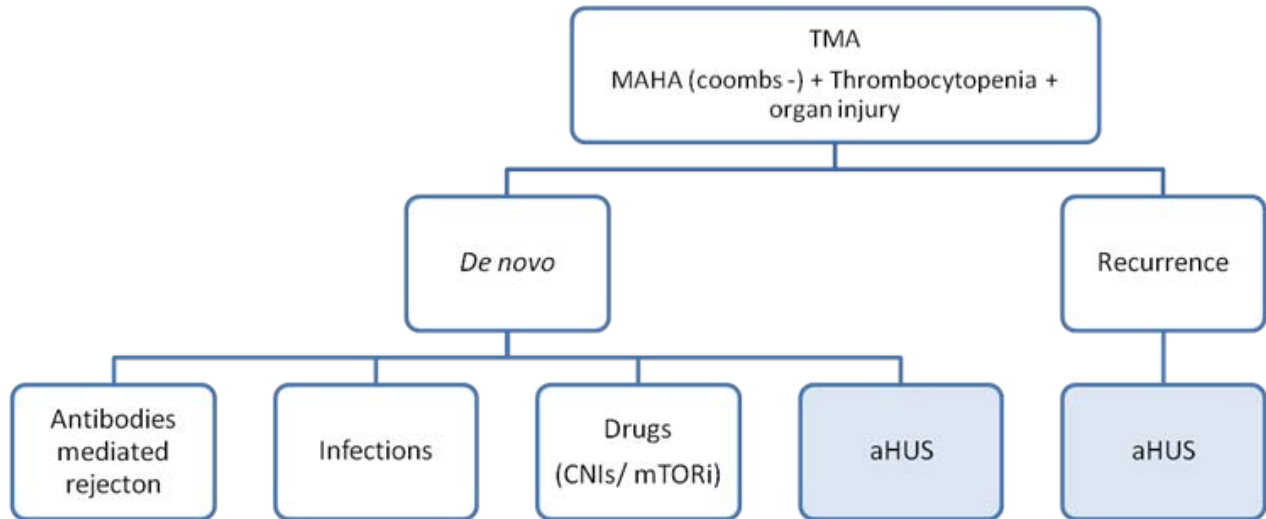 TMA
MAHA (coombs -) + Thrombocytopenia +
organ injury
De novo
Recurrence
Antibodies
mediated
rejecton
Infections
Drugs
(CNIs/ mTORi)
aHUS
aHUS